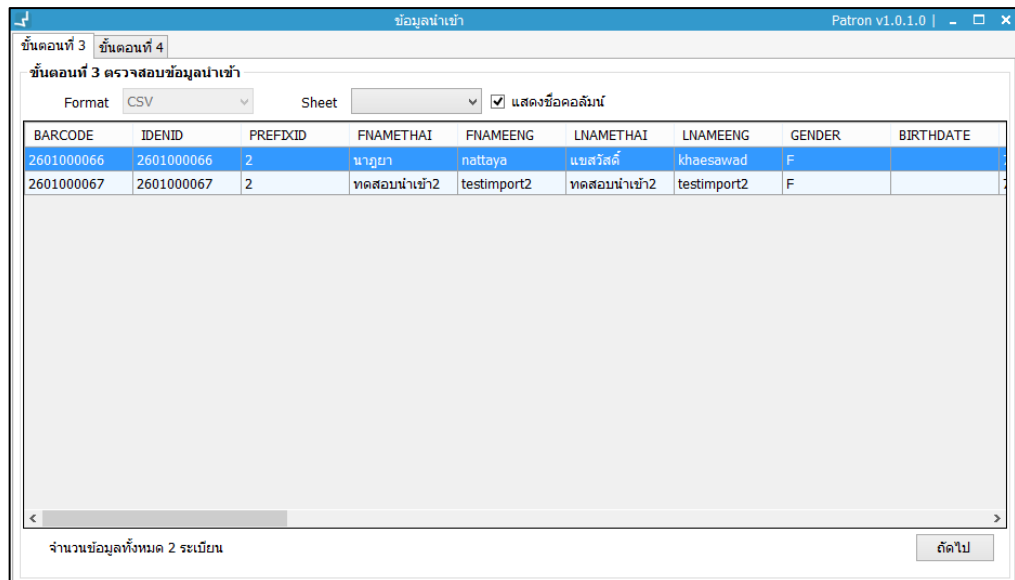 ข้อมูลนำเข้า Patron v1.0.1.0 |
ขั้นตอนที่ 3 ขั้นตอนที่ 4
ขั้นตอนที่ 3 ตรวจสอบข้อมูลนำเข้า
Format CSV Sheet แสดงชื่อคอลัมน์
BARCODE IDENID PREFIXID FNAMETHAI FNAMEENG LNAMETHAI LNAMEENG GENDER BIRTHDATE
2601000066 2601000066 2 นาฏยา nattaya แขสวัสดิ์ khaesawad F
2601000067 2601000067 2 ทดสอบนำเข้า2 testimport2 ทดสอบนำเข้า2 testimport2 F
จำนวนข้อมูลทั้งหมด 2 ระเบียน ถัดไป